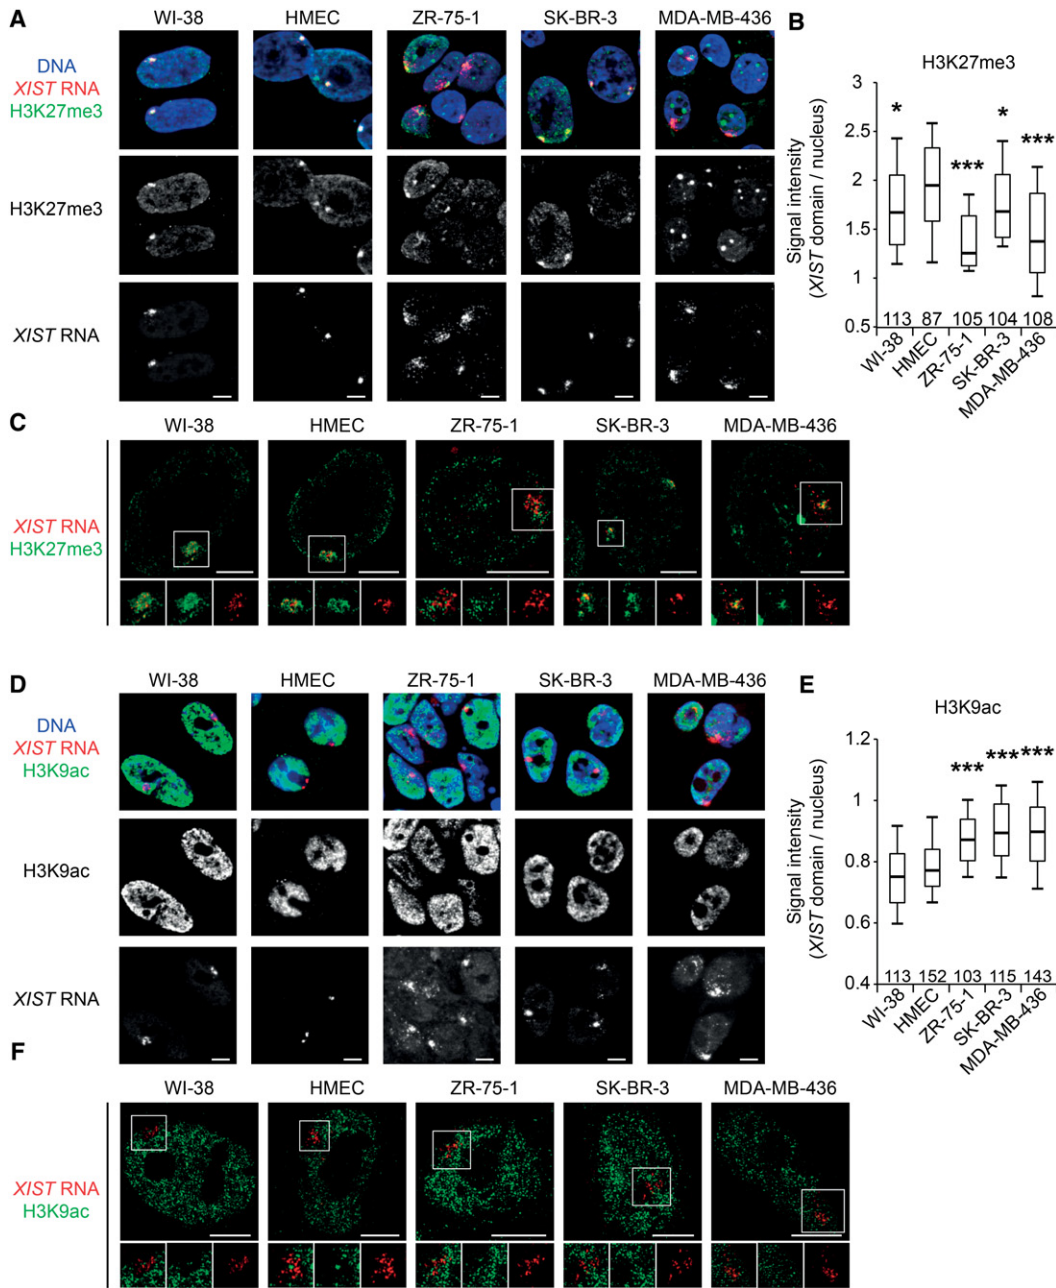 A
WI-38 HMEC ZR-75-1 SK-BR-3 MDA-MB-436
DNA
XIST RNA
H3K27me3
H3K27me3
XIST RNA
B
H3K27me3
Signal intensity
(XIST domain / nucleus)
3
2.5
2
1.5
1
0.5
* *** * ***
113 87 105 104 108
WI-38
HMEC
ZR-75-1
SK-BR-3
MDA-MB-436
C
WI-38 HMEC ZR-75-1 SK-BR-3 MDA-MB-436
XIST RNA
H3K27me3
D
WI-38 HMEC ZR-75-1 SK-BR-3 MDA-MB-436
DNA
XIST RNA
H3K9ac
H3K9ac
XIST RNA
E
H3K9ac
Signal intensity
(XIST domain / nucleus)
1.2
1
0.8
0.6
0.4
*** *** ***
113 152 103 115 143
WI-38
HMEC
ZR-75-1
SK-BR-3
MDA-MB-436
F
WI-38 HMEC ZR-75-1 SK-BR-3 MDA-MB-436
XIST RNA
H3K9ac